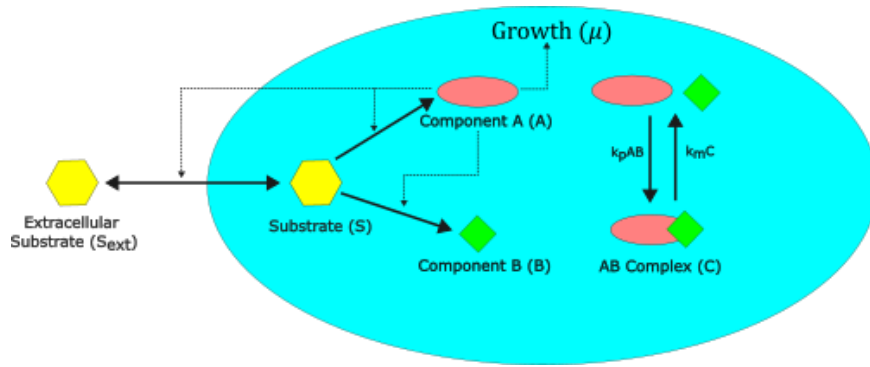 Growth (μ)
Component A (A)
kpAB
kmC
Extracellular
Substrate (Sext)
Substrate (S)
Component B (B)
AB Complex (C)